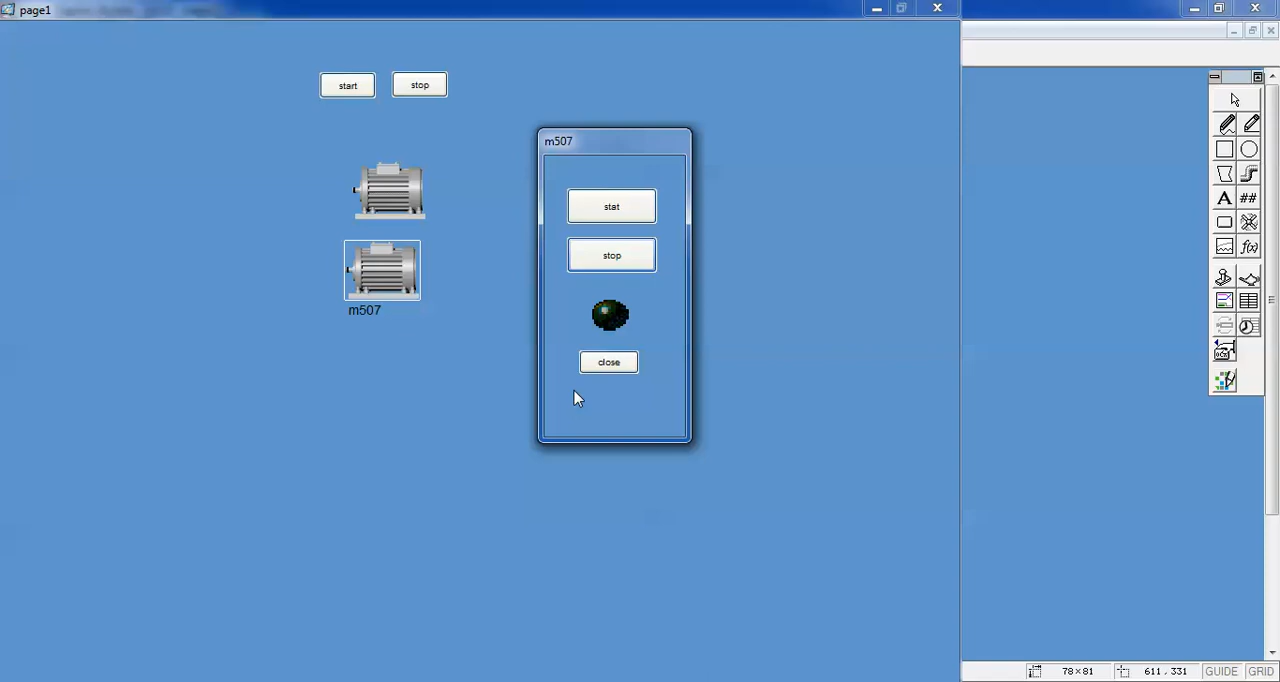 page1
start
stop
m507
stat
stop
m507
close
A
##
f(x)
78×81
611 , 331
GUIDE
GRID